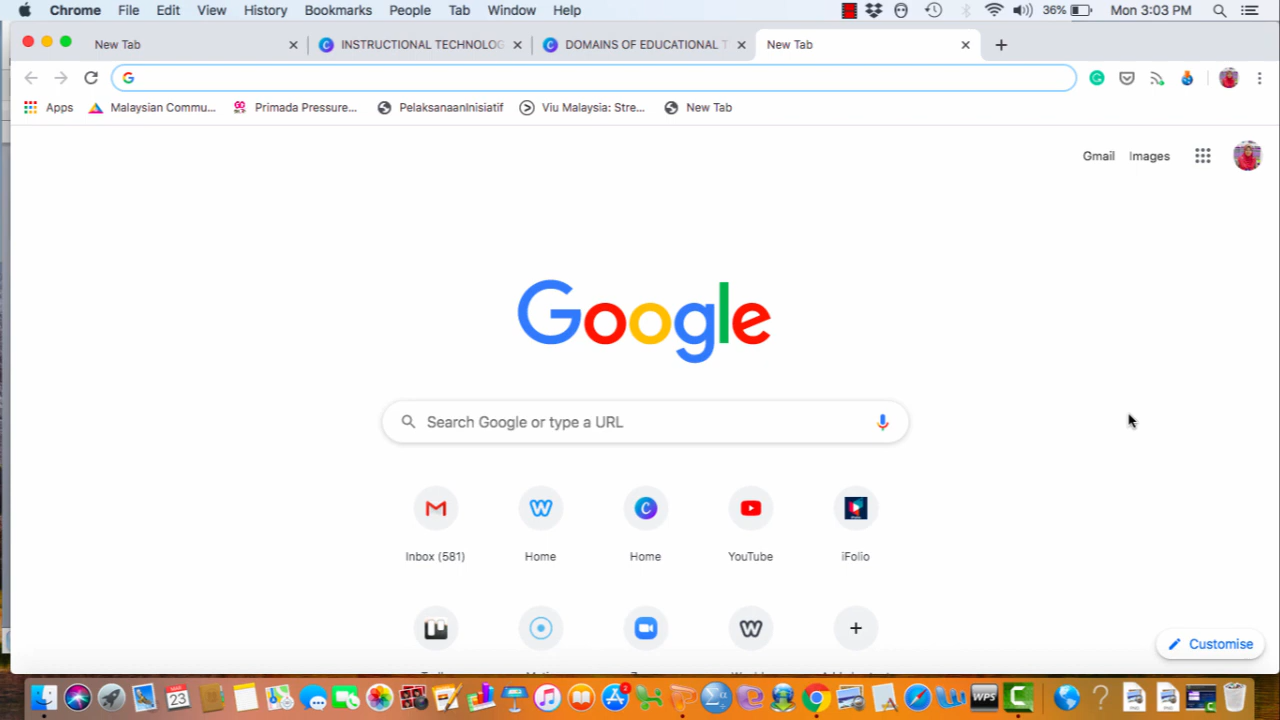 Chrome File Edit View History Bookmarks People Tab Window Help 36% Mon 3:03 PM
New Tab INSTRUCTIONAL TECHNOLOG DOMAINS OF EDUCATIONAL T New Tab
Apps Malaysian Commu... Primada Pressure... PelaksanaanInisiatif Viu Malaysia: Stre... New Tab
Gmail Images
Google
Search Google or type a URL
Inbox (581) Home Home YouTube iFolio
Customise
23 2 WPS